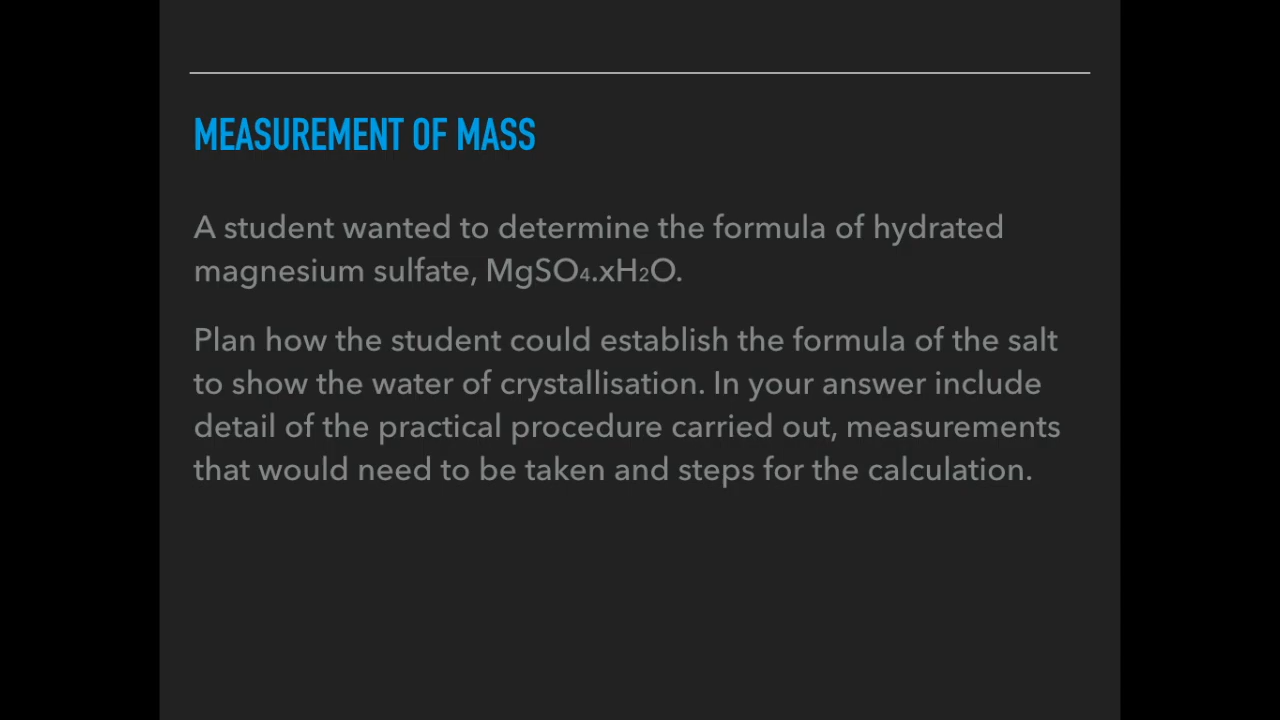 MEASUREMENT OF MASS
A student wanted to determine the formula of hydrated
magnesium sulfate, MgSO₄.xH₂O.
Plan how the student could establish the formula of the salt
to show the water of crystallisation. In your answer include
detail of the practical procedure carried out, measurements
that would need to be taken and steps for the calculation.